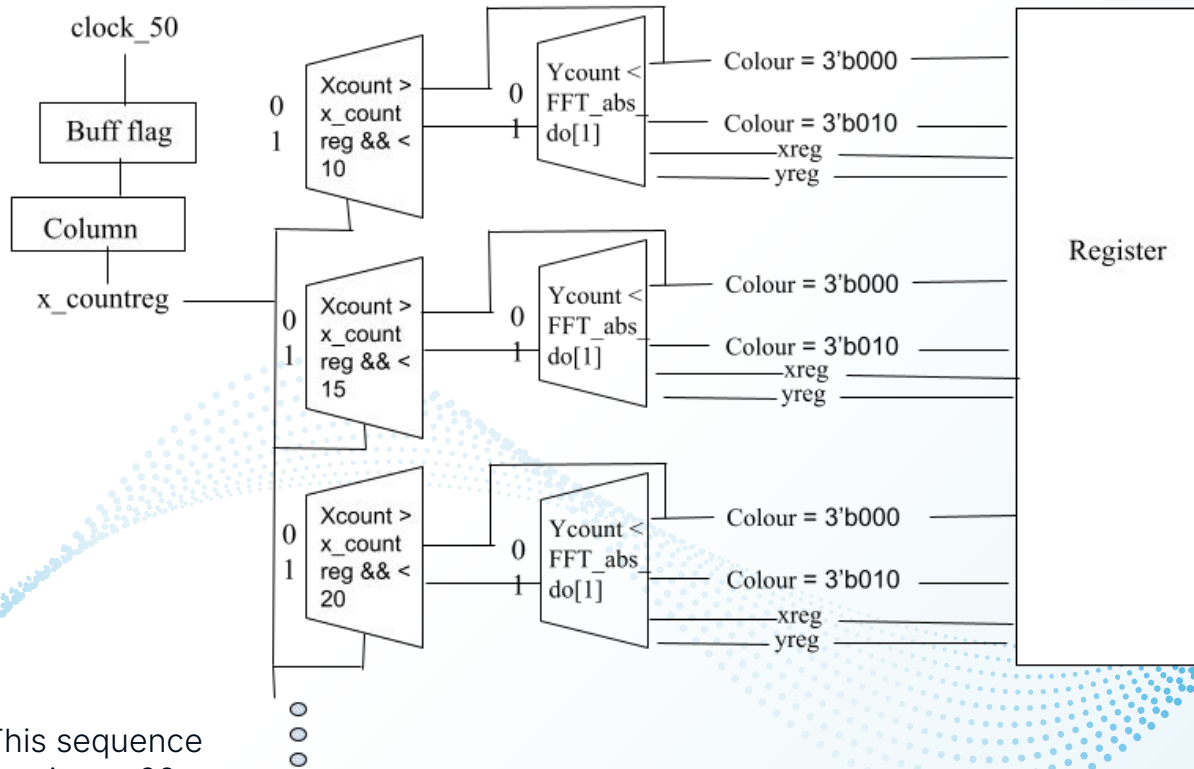 clock_50
Buff flag
Column
x_countreg
0
1
Xcount >
x_count
reg && <
10
0
1
Ycount <
FFT_abs_
do[1]
Colour = 3'b000
Colour = 3'b010
xreg
yreg
0
1
Xcount >
x_count
reg && <
15
0
1
Ycount <
FFT_abs_
do[1]
Colour = 3'b000
Colour = 3'b010
xreg
yreg
0
1
Xcount >
x_count
reg && <
20
0
1
Ycount <
FFT_abs_
do[1]
Colour = 3'b000
Colour = 3'b010
xreg
yreg
Register
This sequence